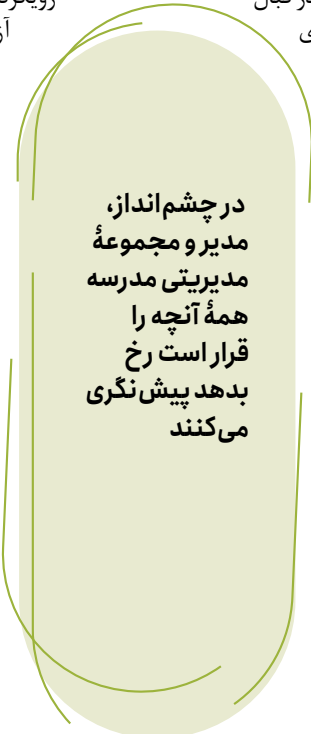 در چشم‌انداز،
مدیر و مجموعهٔ
مدیریتی مدرسه
همهٔ آنچه را
قرار است رخ
بدهد پیش‌نگری
می‌کنند